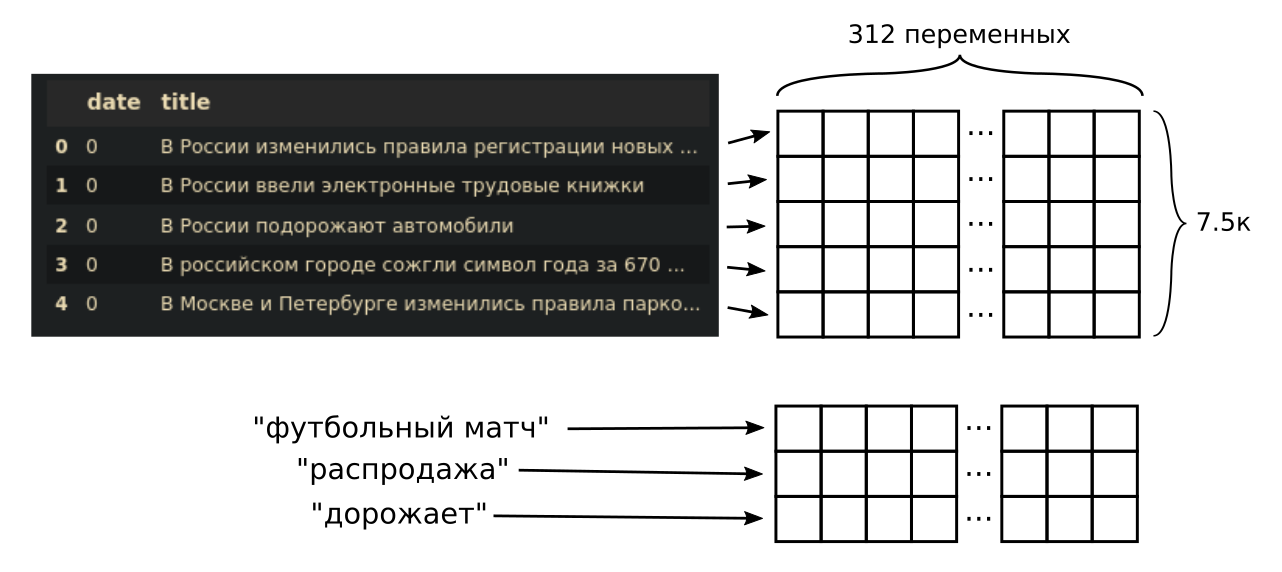 312 переменных
date title
0 0 В России изменились правила регистрации новых ...
1 0 В России ввели электронные трудовые книжки
2 0 В России подорожают автомобили
3 0 В российском городе сожгли символ года за 670 ...
4 0 В Москве и Петербурге изменились правила парко...
...
...
...
...
...
7.5к
"футбольный матч" ...
"распродажа" ...
"дорожает" ...